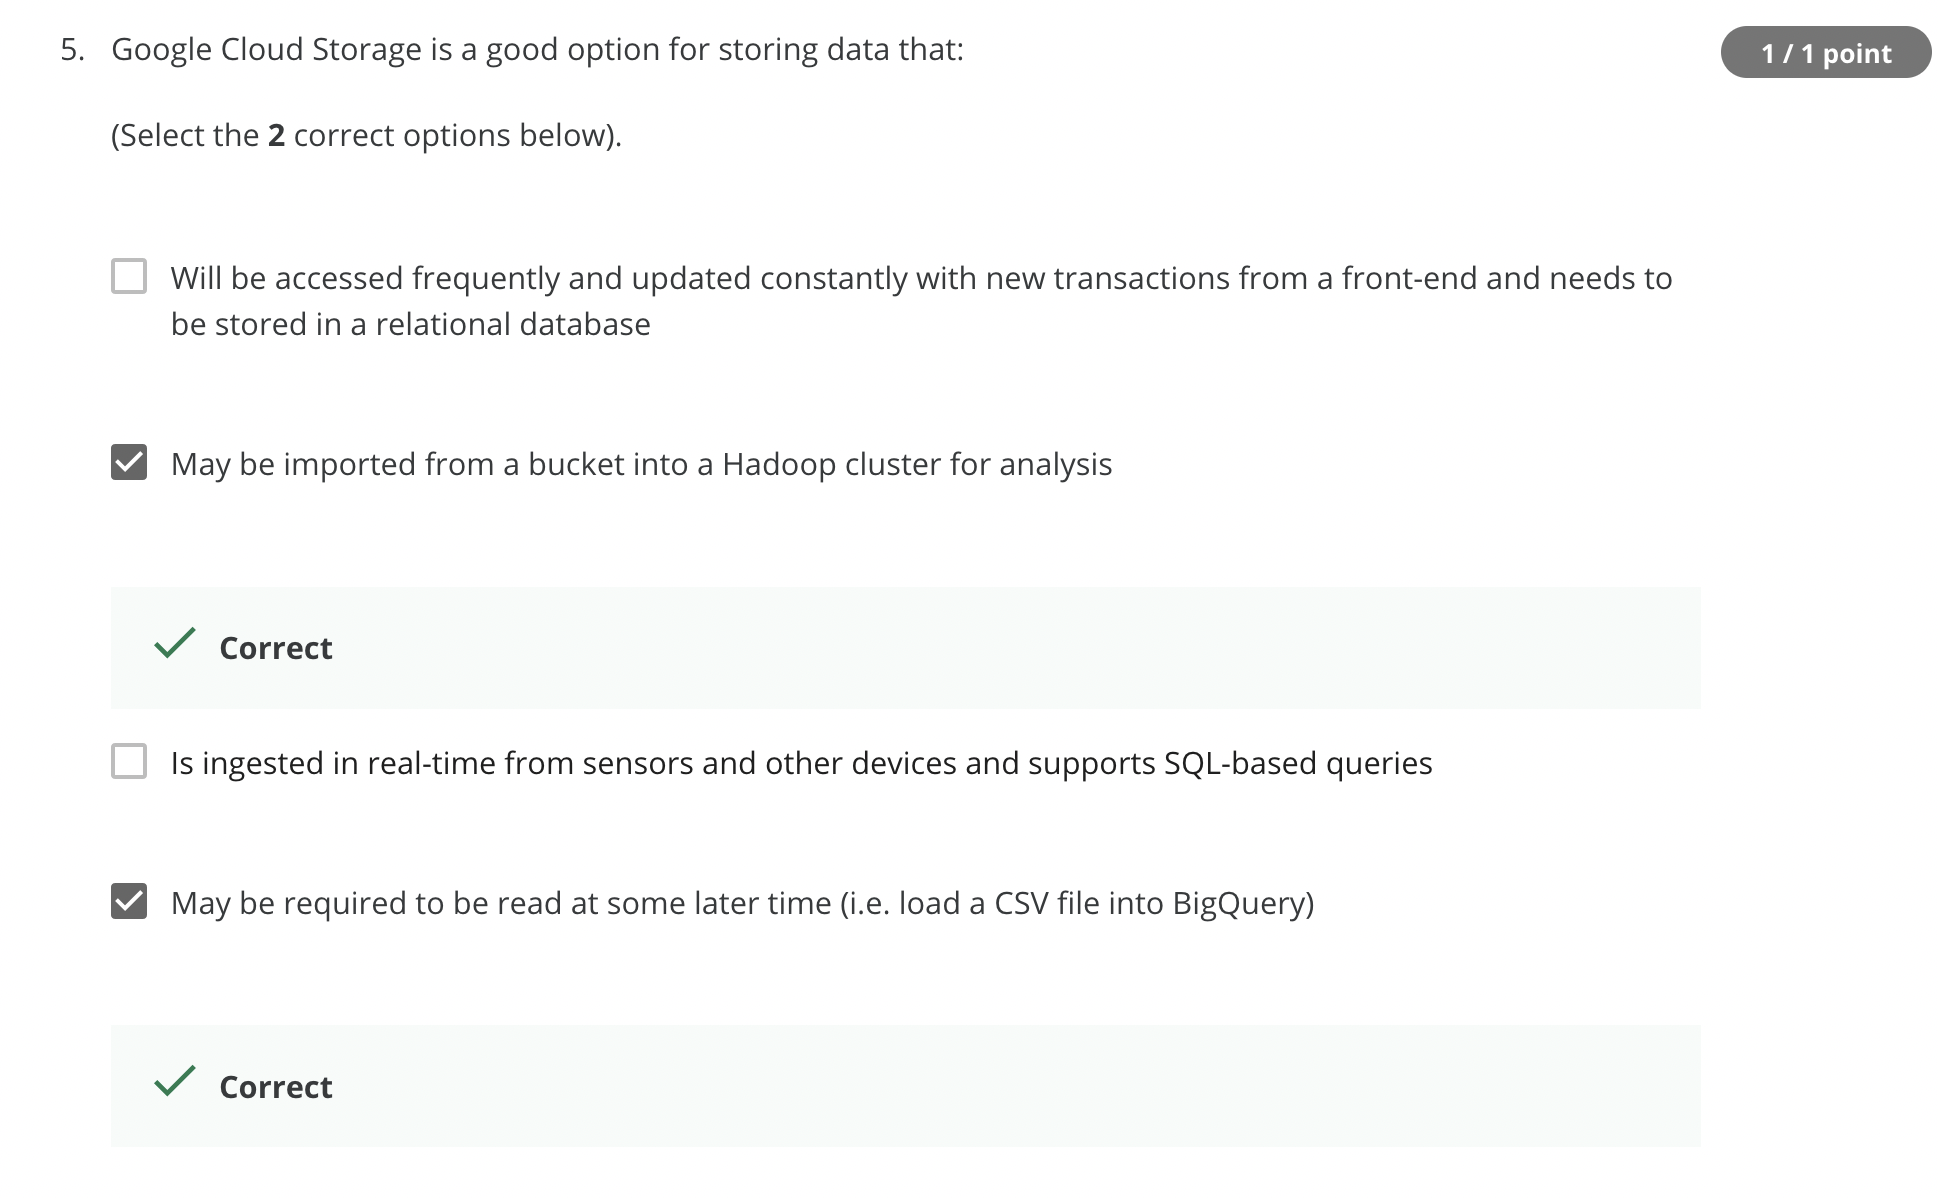 5. Google Cloud Storage is a good option for storing data that:
1 / 1 point
(Select the 2 correct options below).
Will be accessed frequently and updated constantly with new transactions from a front-end and needs to
be stored in a relational database
May be imported from a bucket into a Hadoop cluster for analysis
Correct
Is ingested in real-time from sensors and other devices and supports SQL-based queries
May be required to be read at some later time (i.e. load a CSV file into BigQuery)
Correct